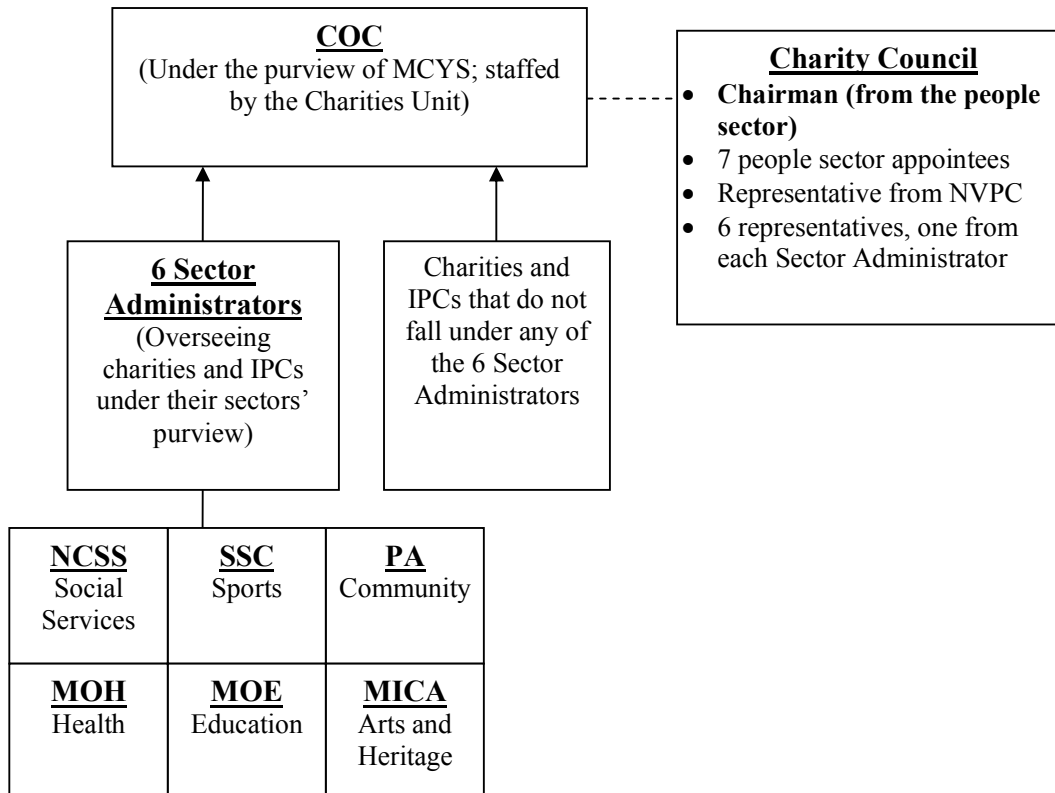 COC
(Under the purview of MCYS; staffed
by the Charities Unit)
Charity Council
• Chairman (from the people
sector)
• 7 people sector appointees
• Representative from NVPC
• 6 representatives, one from
each Sector Administrator
6 Sector
Administrators
(Overseeing
charities and IPCs
under their sectors’
purview)
Charities and
IPCs that do not
fall under any of
the 6 Sector
Administrators
NCSS
Social
Services
SSC
Sports
PA
Community
MOH
Health
MOE
Education
MICA
Arts and
Heritage